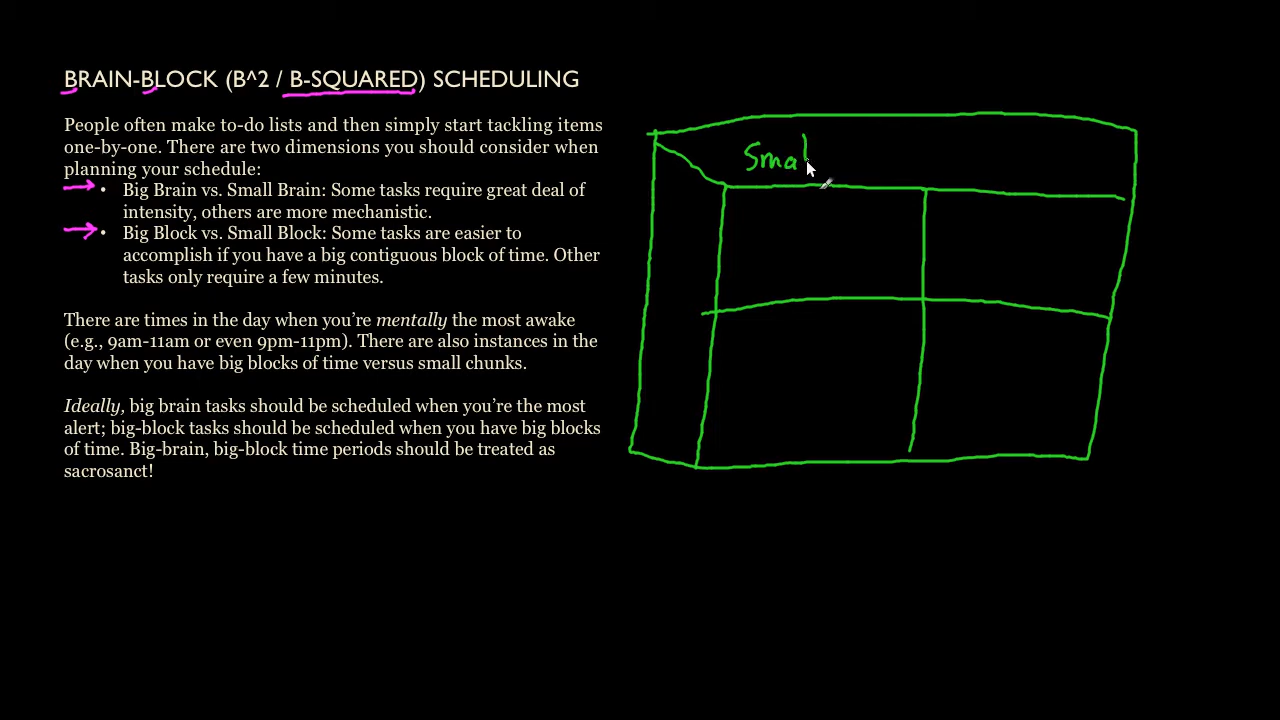 BRAIN-BLOCK (B^2 / B-SQUARED) SCHEDULING
People often make to-do lists and then simply start tackling items
one-by-one. There are two dimensions you should consider when
planning your schedule:
• Big Brain vs. Small Brain: Some tasks require great deal of
intensity, others are more mechanistic.
• Big Block vs. Small Block: Some tasks are easier to
accomplish if you have a big contiguous block of time. Other
tasks only require a few minutes.
There are times in the day when you’re mentally the most awake
(e.g., 9am-11am or even 9pm-11pm). There are also instances in the
day when you have big blocks of time versus small chunks.
Ideally, big brain tasks should be scheduled when you’re the most
alert; big-block tasks should be scheduled when you have big blocks
of time. Big-brain, big-block time periods should be treated as
sacrosanct!
Smal